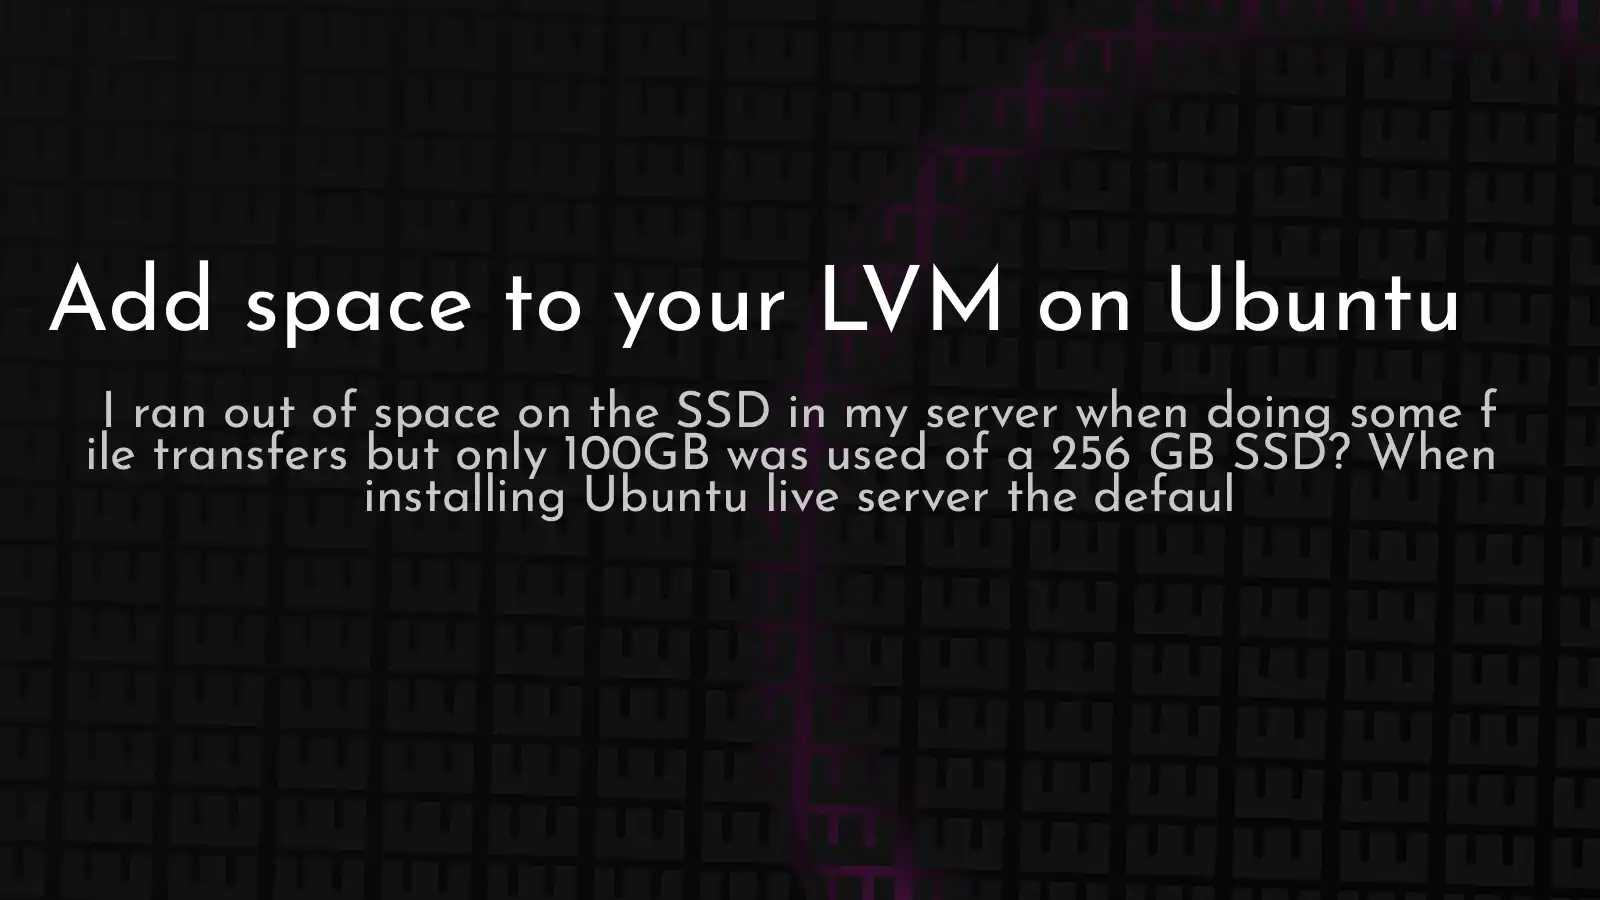 Add space to your LVM on Ubuntu
I ran out of space on the SSD in my server when doing some f
ile transfers but only 100GB was used of a 256 GB SSD? When
installing Ubuntu live server the defaul